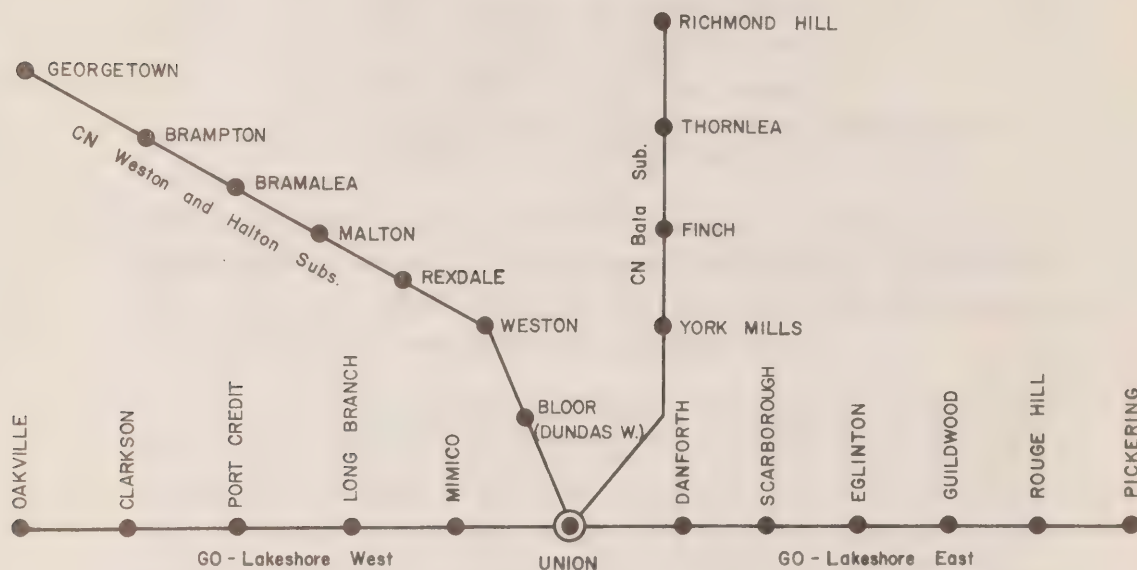 RICHMOND HILL
GEORGETOWN
BRAMPTON
THORNLEA
CN Weston and Halton Subs.
BRAMALEA
CN Bala Sub.
MALTON
FINCH
REXDALE
WESTON
YORK MILLS
BLOOR
(DUNDAS W.)
OAKVILLE
CLARKSON
PORT CREDIT
LONG BRANCH
MIMICO
DANFORTH
SCARBOROUGH
EGLINTON
GUILDWOOD
ROUGE HILL
PICKERING
GO - Lakeshore West
UNION
GO - Lakeshore East